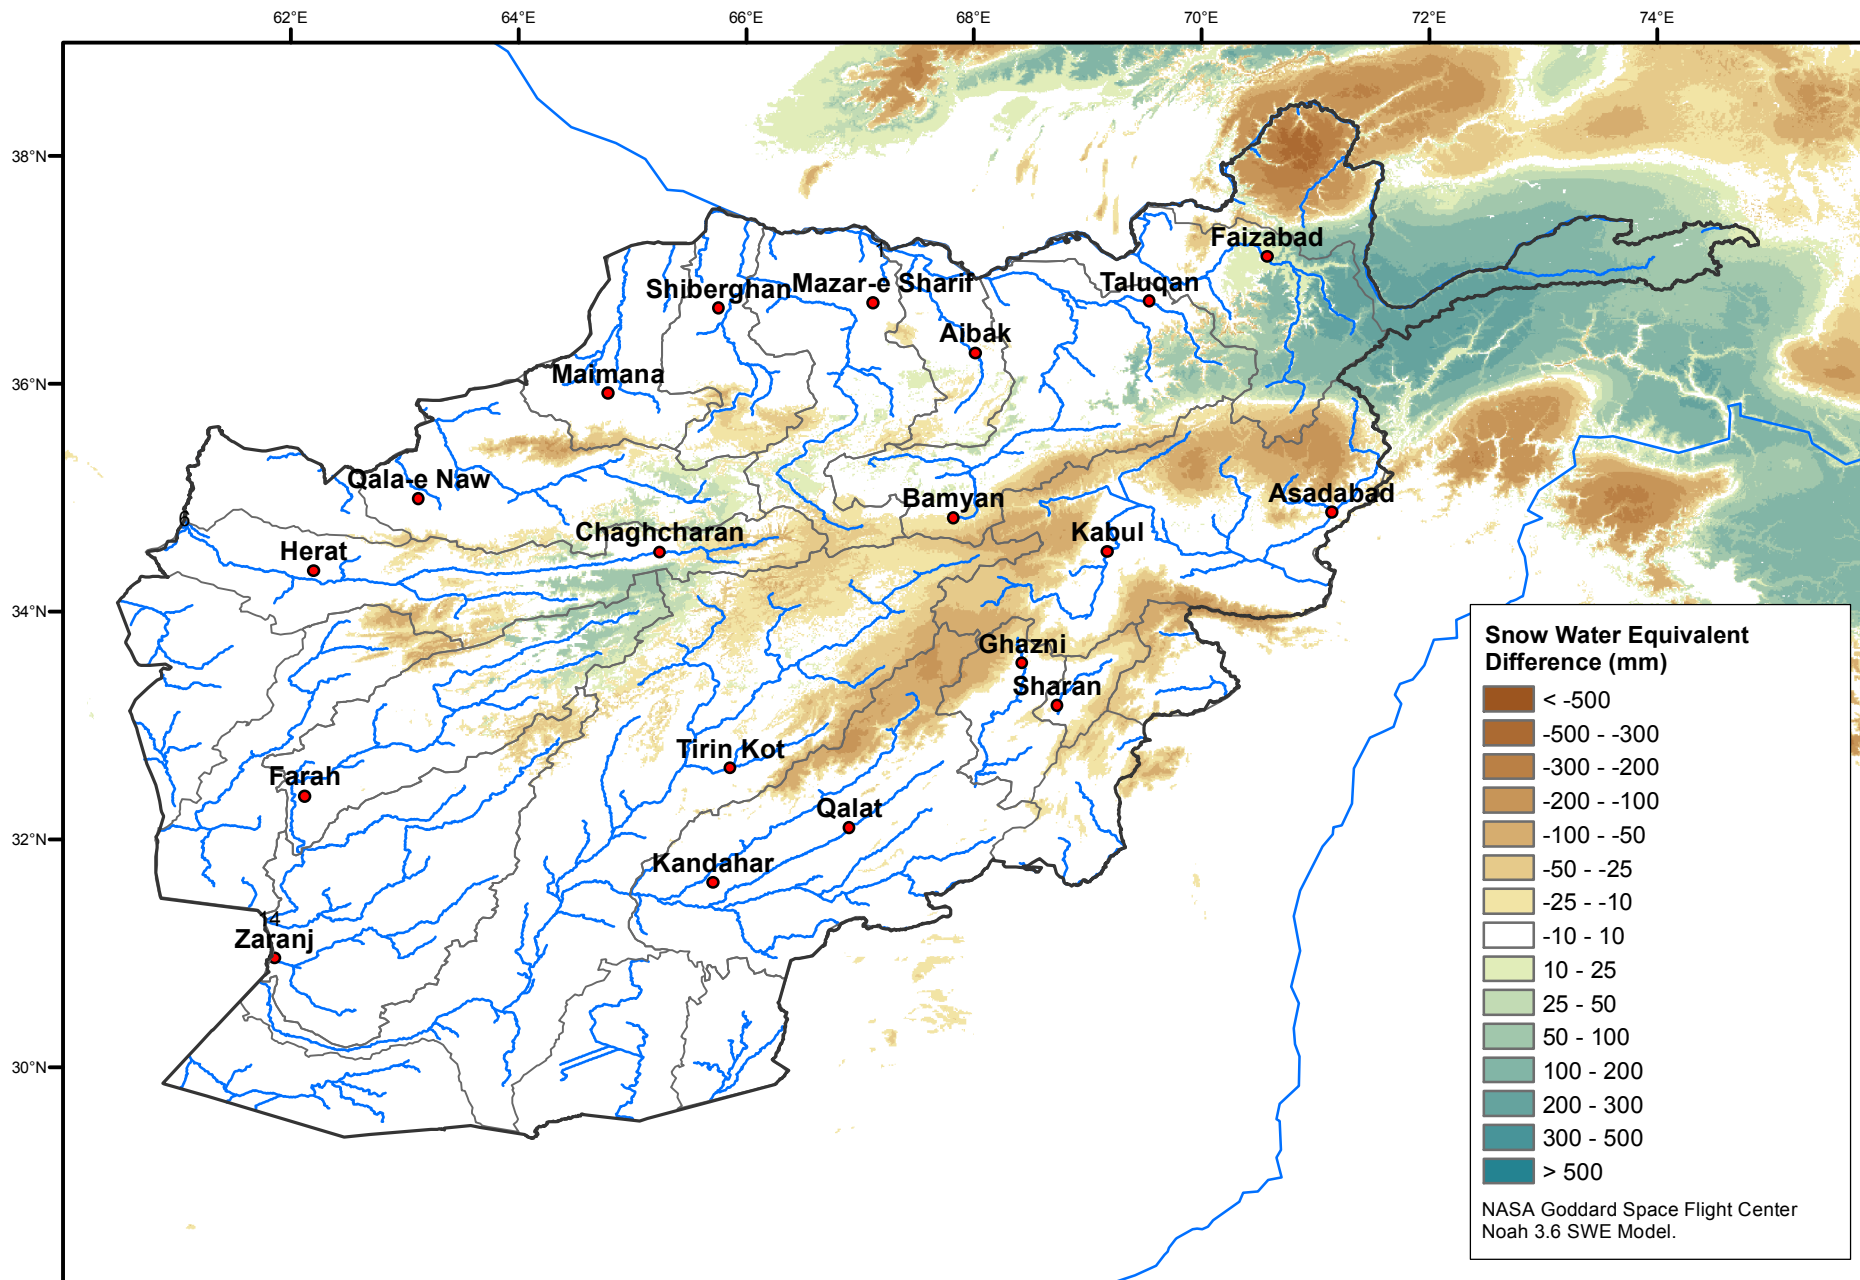 62°E 64°E 66°E 68°E 70°E 72°E 74°E
38°N
36°N
34°N
32°N
30°N
Faizabad
Shiberghan
Mazar-e Sharif
Taluqan
Aibak
Maimana
Qala-e Naw
Bamyan
Asadabad
6
Chaghcharan
Kabul
Herat
Ghazni
Sharan
Tirin Kot
Farah
Qalat
Kandahar
14
Zaranj
Snow Water Equivalent
Difference (mm)
< -500
-500 - -300
-300 - -200
-200 - -100
-100 - -50
-50 - -25
-25 - -10
-10 - 10
10 - 25
25 - 50
50 - 100
100 - 200
200 - 300
300 - 500
> 500
NASA Goddard Space Flight Center
Noah 3.6 SWE Model.